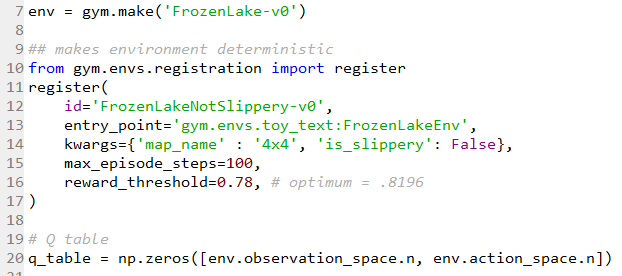 7 env = gym.make('FrozenLake-v0')
8
9 ## makes environment deterministic
10 from gym.envs.registration import register
11 register(
12     id='FrozenLakeNotSlippery-v0',
13     entry_point='gym.envs.toy_text:FrozenLakeEnv',
14     kwargs={'map_name' : '4x4', 'is_slippery': False},
15     max_episode_steps=100,
16     reward_threshold=0.78, # optimum = .8196
17 )
18
19 # Q table
20 q_table = np.zeros([env.observation_space.n, env.action_space.n])